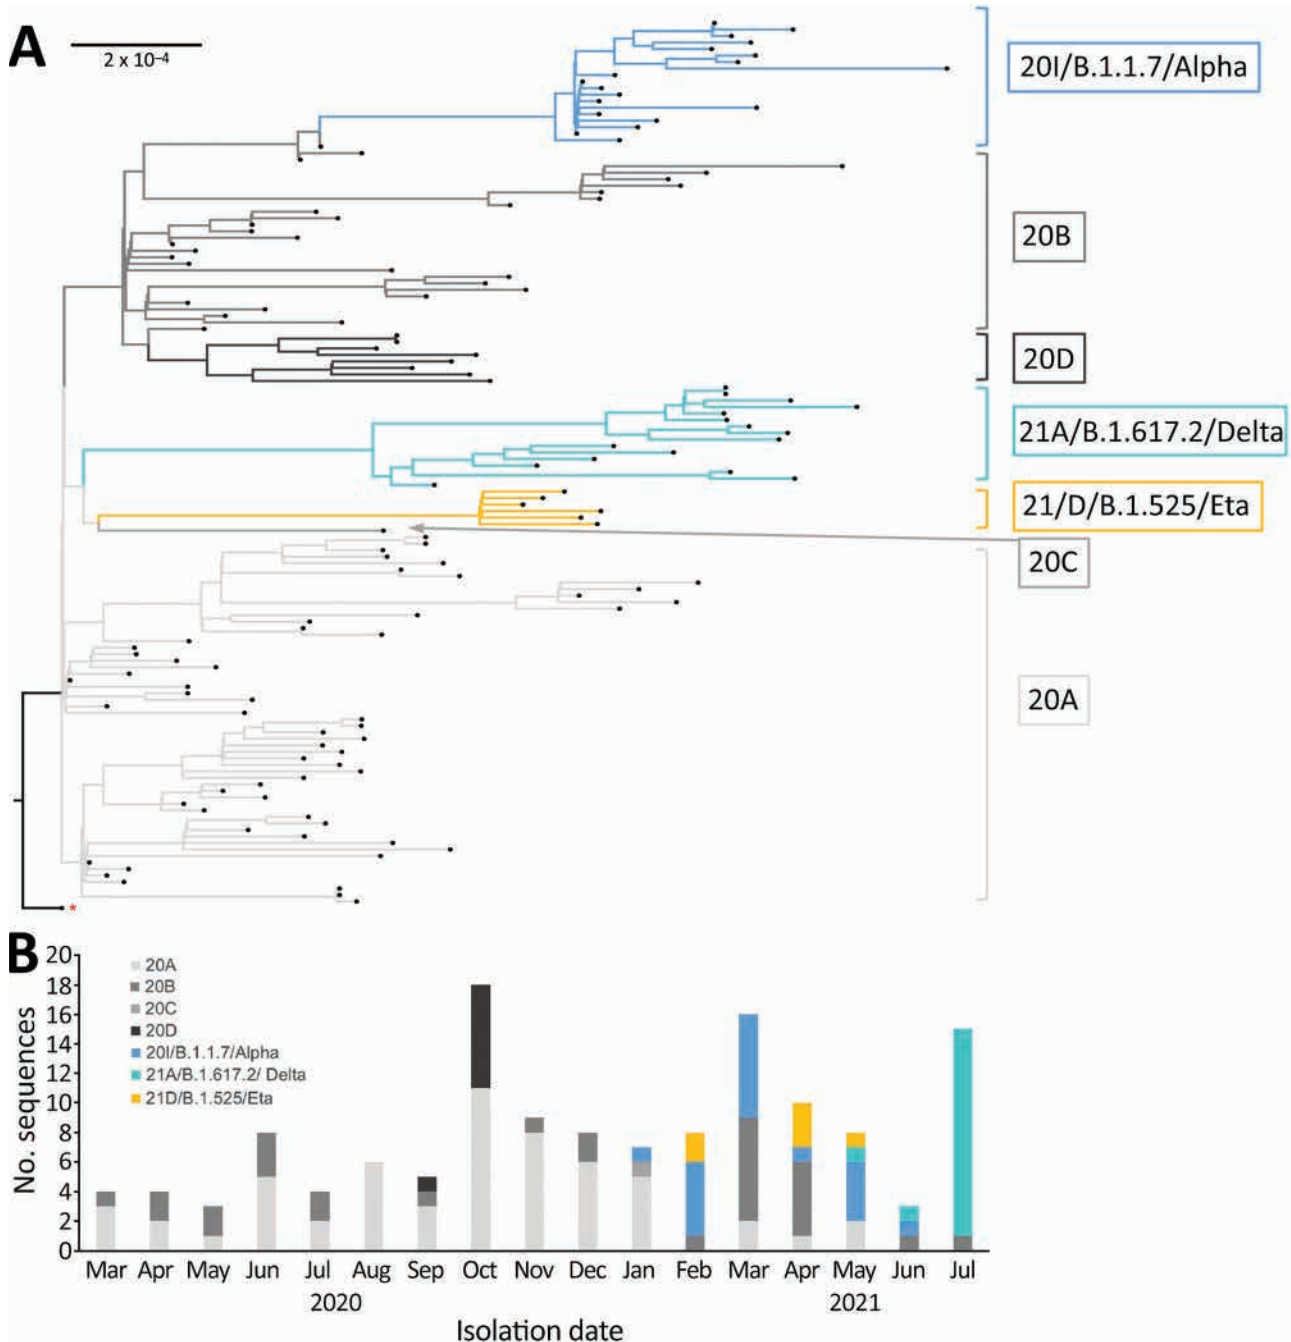 A
2 x 10–4
20I/B.1.1.7/Alpha
20B
20D
21A/B.1.617.2/Delta
21/D/B.1.525/Eta
20C
20A
*
B
No. sequences
20
18
16
14
12
10
8
6
4
2
0
20A
20B
20C
20D
20I/B.1.1.7/Alpha
21A/B.1.617.2/ Delta
21D/B.1.525/Eta
Mar Apr May Jun Jul Aug Sep Oct Nov Dec Jan Feb Mar Apr May Jun Jul
2020 2021
Isolation date